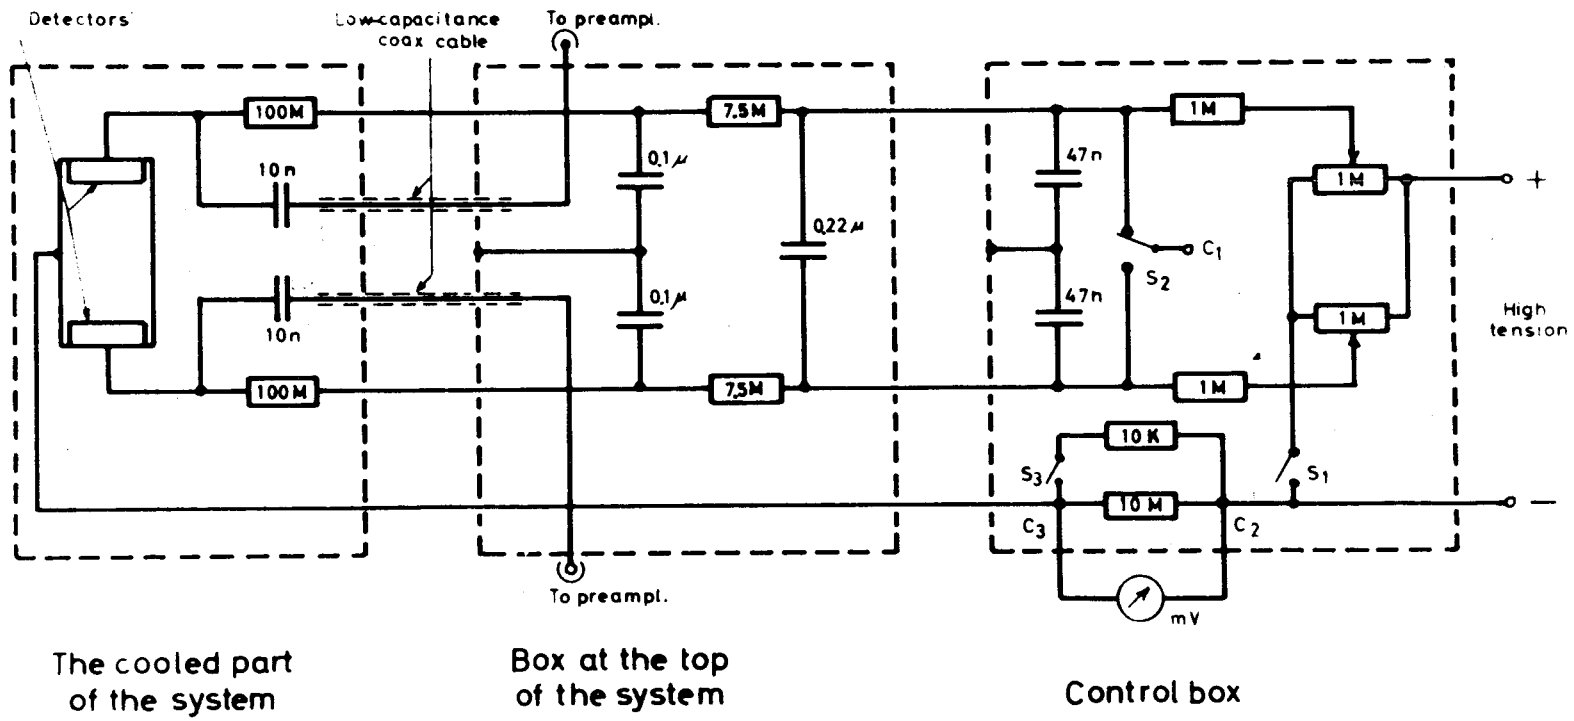 Detectors
Low-capacitance
coax cable
To preampl.
100M
7.5M
1M
10n
0,1μ
47n
1M
+
0,22μ
C1
S2
High
tension
10n
0,1μ
47n
1M
100M
7,5M
1M
10K
S3
S1
10M
C3
C2
−
To preampl.
mV
The cooled part
of the system
Box at the top
of the system
Control box